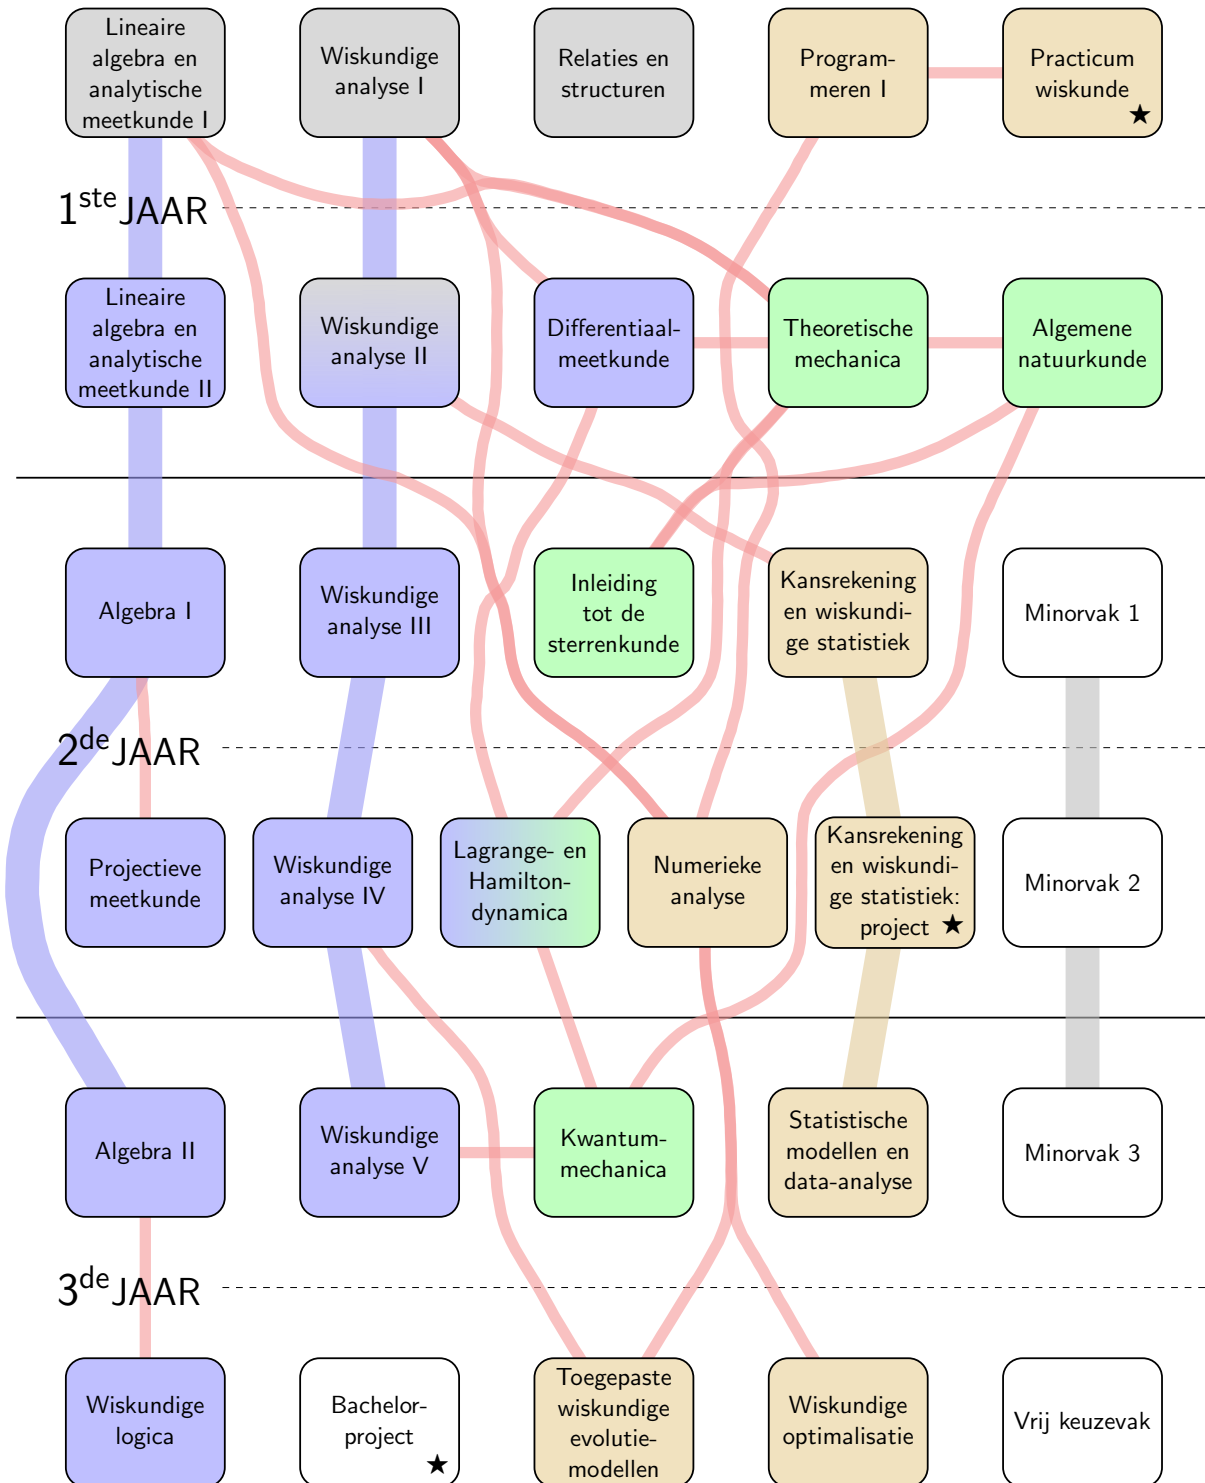 Lineaire
algebra en
analytische
meetkunde I
Wiskundige
analyse I
Relaties en
structuren
Program-
meren I
Practicum
wiskunde
★
1ste JAAR
Lineaire
algebra en
analytische
meetkunde II
Wiskundige
analyse II
Differentiaal-
meetkunde
Theoretische
mechanica
Algemene
natuurkunde
Algebra I
Wiskundige
analyse III
Inleiding
tot de
sterrenkunde
Kansrekening
en wiskundi-
ge statistiek
Minorvak 1
2de JAAR
Projectieve
meetkunde
Wiskundige
analyse IV
Lagrange- en
Hamilton-
dynamica
Numerieke
analyse
Kansrekening
en wiskundi-
ge statistiek:
project ★
Minorvak 2
Algebra II
Wiskundige
analyse V
Kwantum-
mechanica
Statistische
modellen en
data-analyse
Minorvak 3
3de JAAR
Wiskundige
logica
Bachelor-
project
★
Toegepaste
wiskundige
evolutie-
modellen
Wiskundige
optimalisatie
Vrij keuzevak